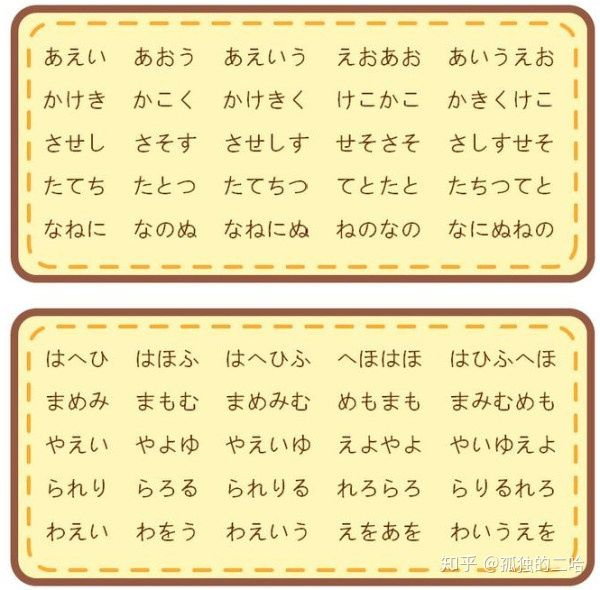 あえい あおう あえいう えおあお あいうえお
かけき かこく かけきく けこかこ かきくけこ
させし さそす させしす せそさそ さしすせそ
たてち たとつ たてちつ てとたと たちつてと
なねに なのぬ なねにぬ ねのなの なにぬねの
はへひ はほふ はへひふ へほはほ はひふへほ
まめみ まもむ まめみむ めもまも まみむめも
やえい やよゆ やえいゆ えよやよ やいゆえよ
られり らろる られりる れろらろ らりるれろ
わえい わをう わえいう えをあを わいうえを
知乎 @孤独的二哈